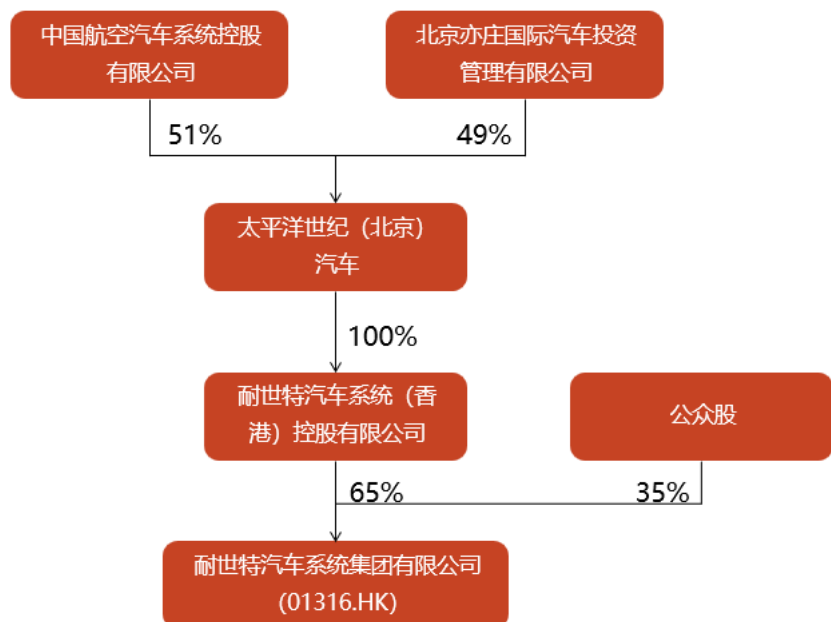 中国航空汽车系统控股
有限公司
北京亦庄国际汽车投资
管理有限公司
51%
49%
太平洋世纪（北京）
汽车
100%
耐世特汽车系统（香
港）控股有限公司
公众股
65%
35%
耐世特汽车系统集团有限公司
(01316.HK)